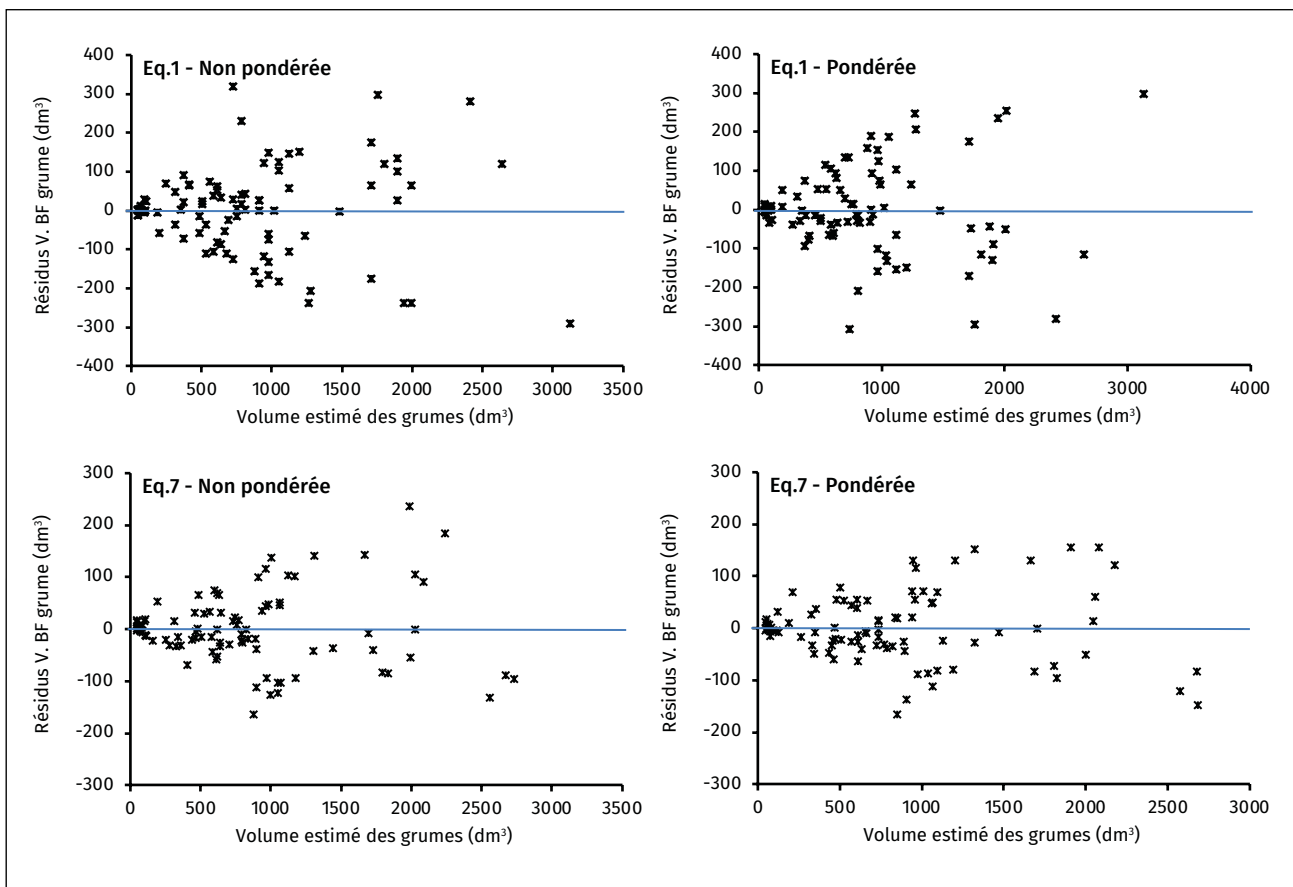 Eq.1 - Non pondérée
Résidus V. BF grume (dm³)
400
300
200
100
0
-100
-200
-300
-400
0 500 1000 1500 2000 2500 3000 3500
Volume estimé des grumes (dm³)
Eq.1 - Pondérée
Résidus V. BF grume (dm³)
400
300
200
100
0
-100
-200
-300
-400
0 1000 2000 3000 4000
Volume estimé des grumes (dm³)
Eq.7 - Non pondérée
Résidus V. BF grume (dm³)
300
200
100
0
-100
-200
-300
0 500 1000 1500 2000 2500 3000 3500
Volume estimé des grumes (dm³)
Eq.7 - Pondérée
Résidus V. BF grume (dm³)
300
200
100
0
-100
-200
-300
0 500 1000 1500 2000 2500 3000
Volume estimé des grumes (dm³)